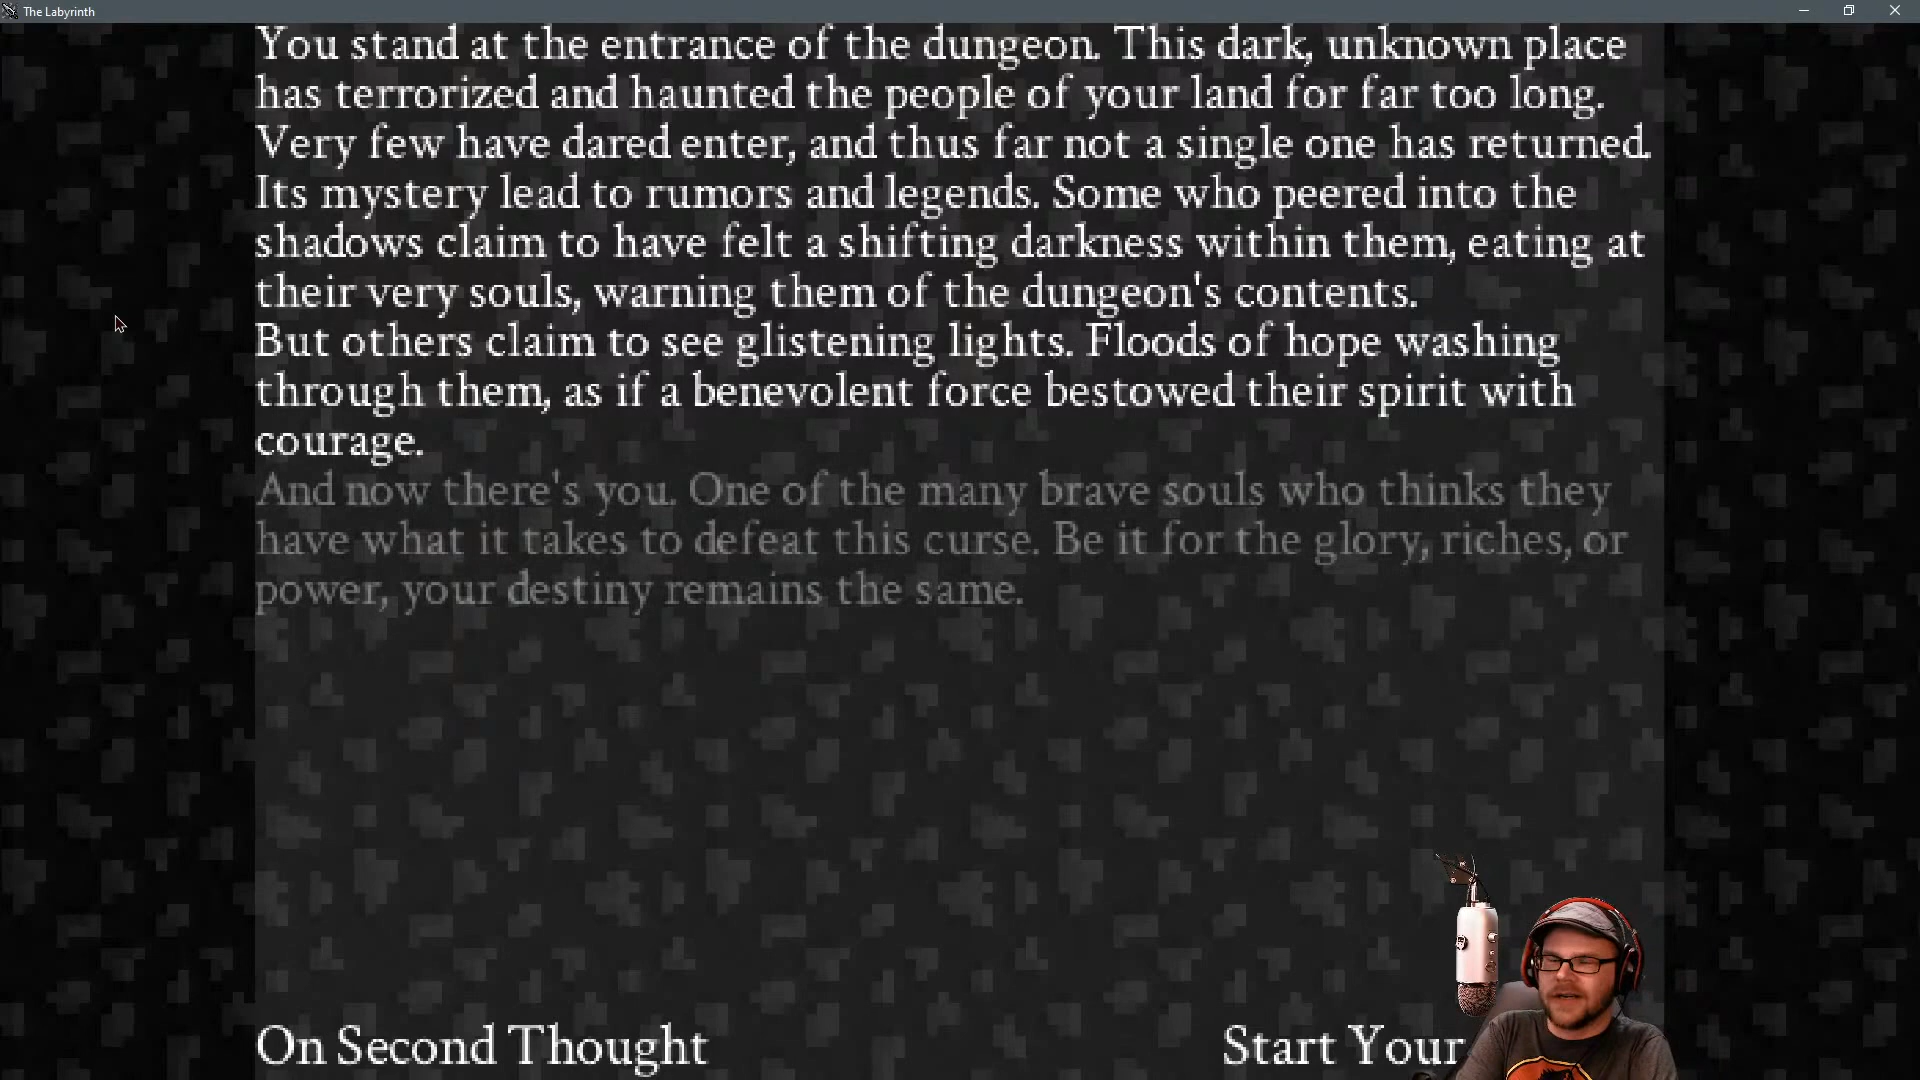 The Labyrinth
You stand at the entrance of the dungeon. This dark, unknown place
has terrorized and haunted the people of your land for far too long.
Very few have dared enter, and thus far not a single one has returned.
Its mystery lead to rumors and legends. Some who peered into the
shadows claim to have felt a shifting darkness within them, eating at
their very souls, warning them of the dungeon's contents.
But others claim to see glistening lights. Floods of hope washing
through them, as if a benevolent force bestowed their spirit with
courage.
And now there's you. One of the many brave souls who thinks they
have what it takes to defeat this curse. Be it for the glory, riches, or
power, your destiny remains the same.
On Second Thought
Start Your